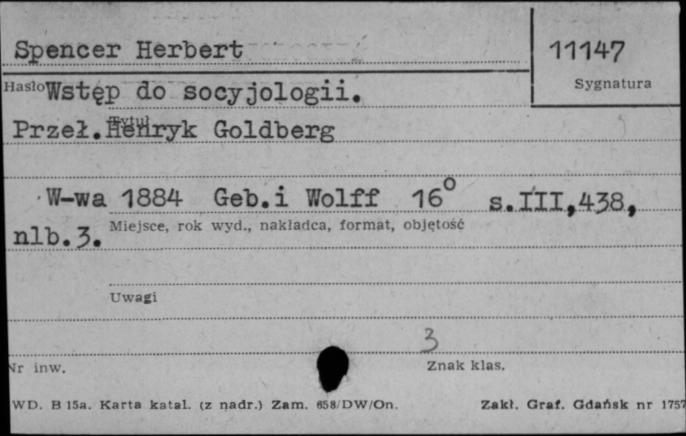 Spencer Herbert 11147
Hasło Sygnatura
Wstęp do socyjologii.
Tytuł
Przeł.Henryk Goldberg
W-wa 1884 Geb.i Wolff 16° s.III,438,
nlb.3. Miejsce, rok wyd., nakładca, format, objętość
Uwagi
3
Nr inw. Znak klas.
WD. B 15a. Karta katal. (z nadr.) Zam. 658/DW/On. Zakł. Graf. Gdańsk nr 1757